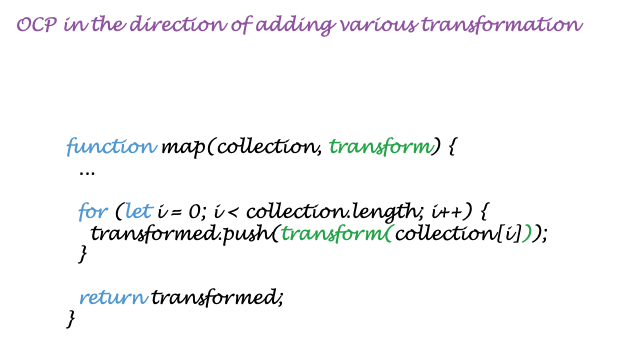 OCP in the direction of adding various transformation
function map(collection, transform) {
...
for (let i = 0; i < collection.length; i++) {
transformed.push(transform(collection[i]));
}
return transformed;
}